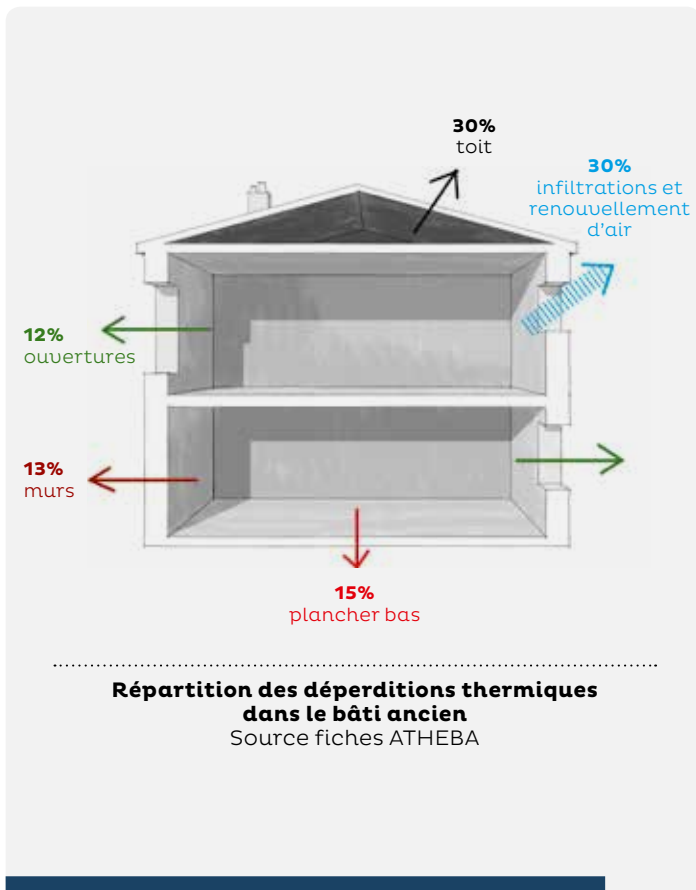 30%
toit
30%
infiltrations et
renouvellement
d'air
12%
ouvertures
13%
murs
15%
plancher bas
Répartition des déperditions thermiques
dans le bâti ancien
Source fiches ATHEBA